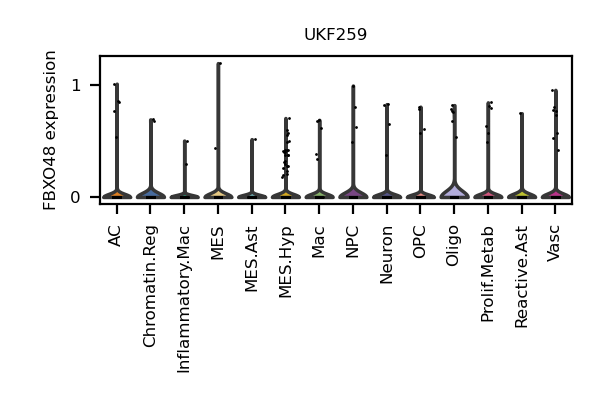 UKF259
FBXO48 expression
1
0
AC
Chromatin.Reg
Inflammatory.Mac
MES
MES.Ast
MES.Hyp
Mac
NPC
Neuron
OPC
Oligo
Prolif.Metab
Reactive.Ast
Vasc